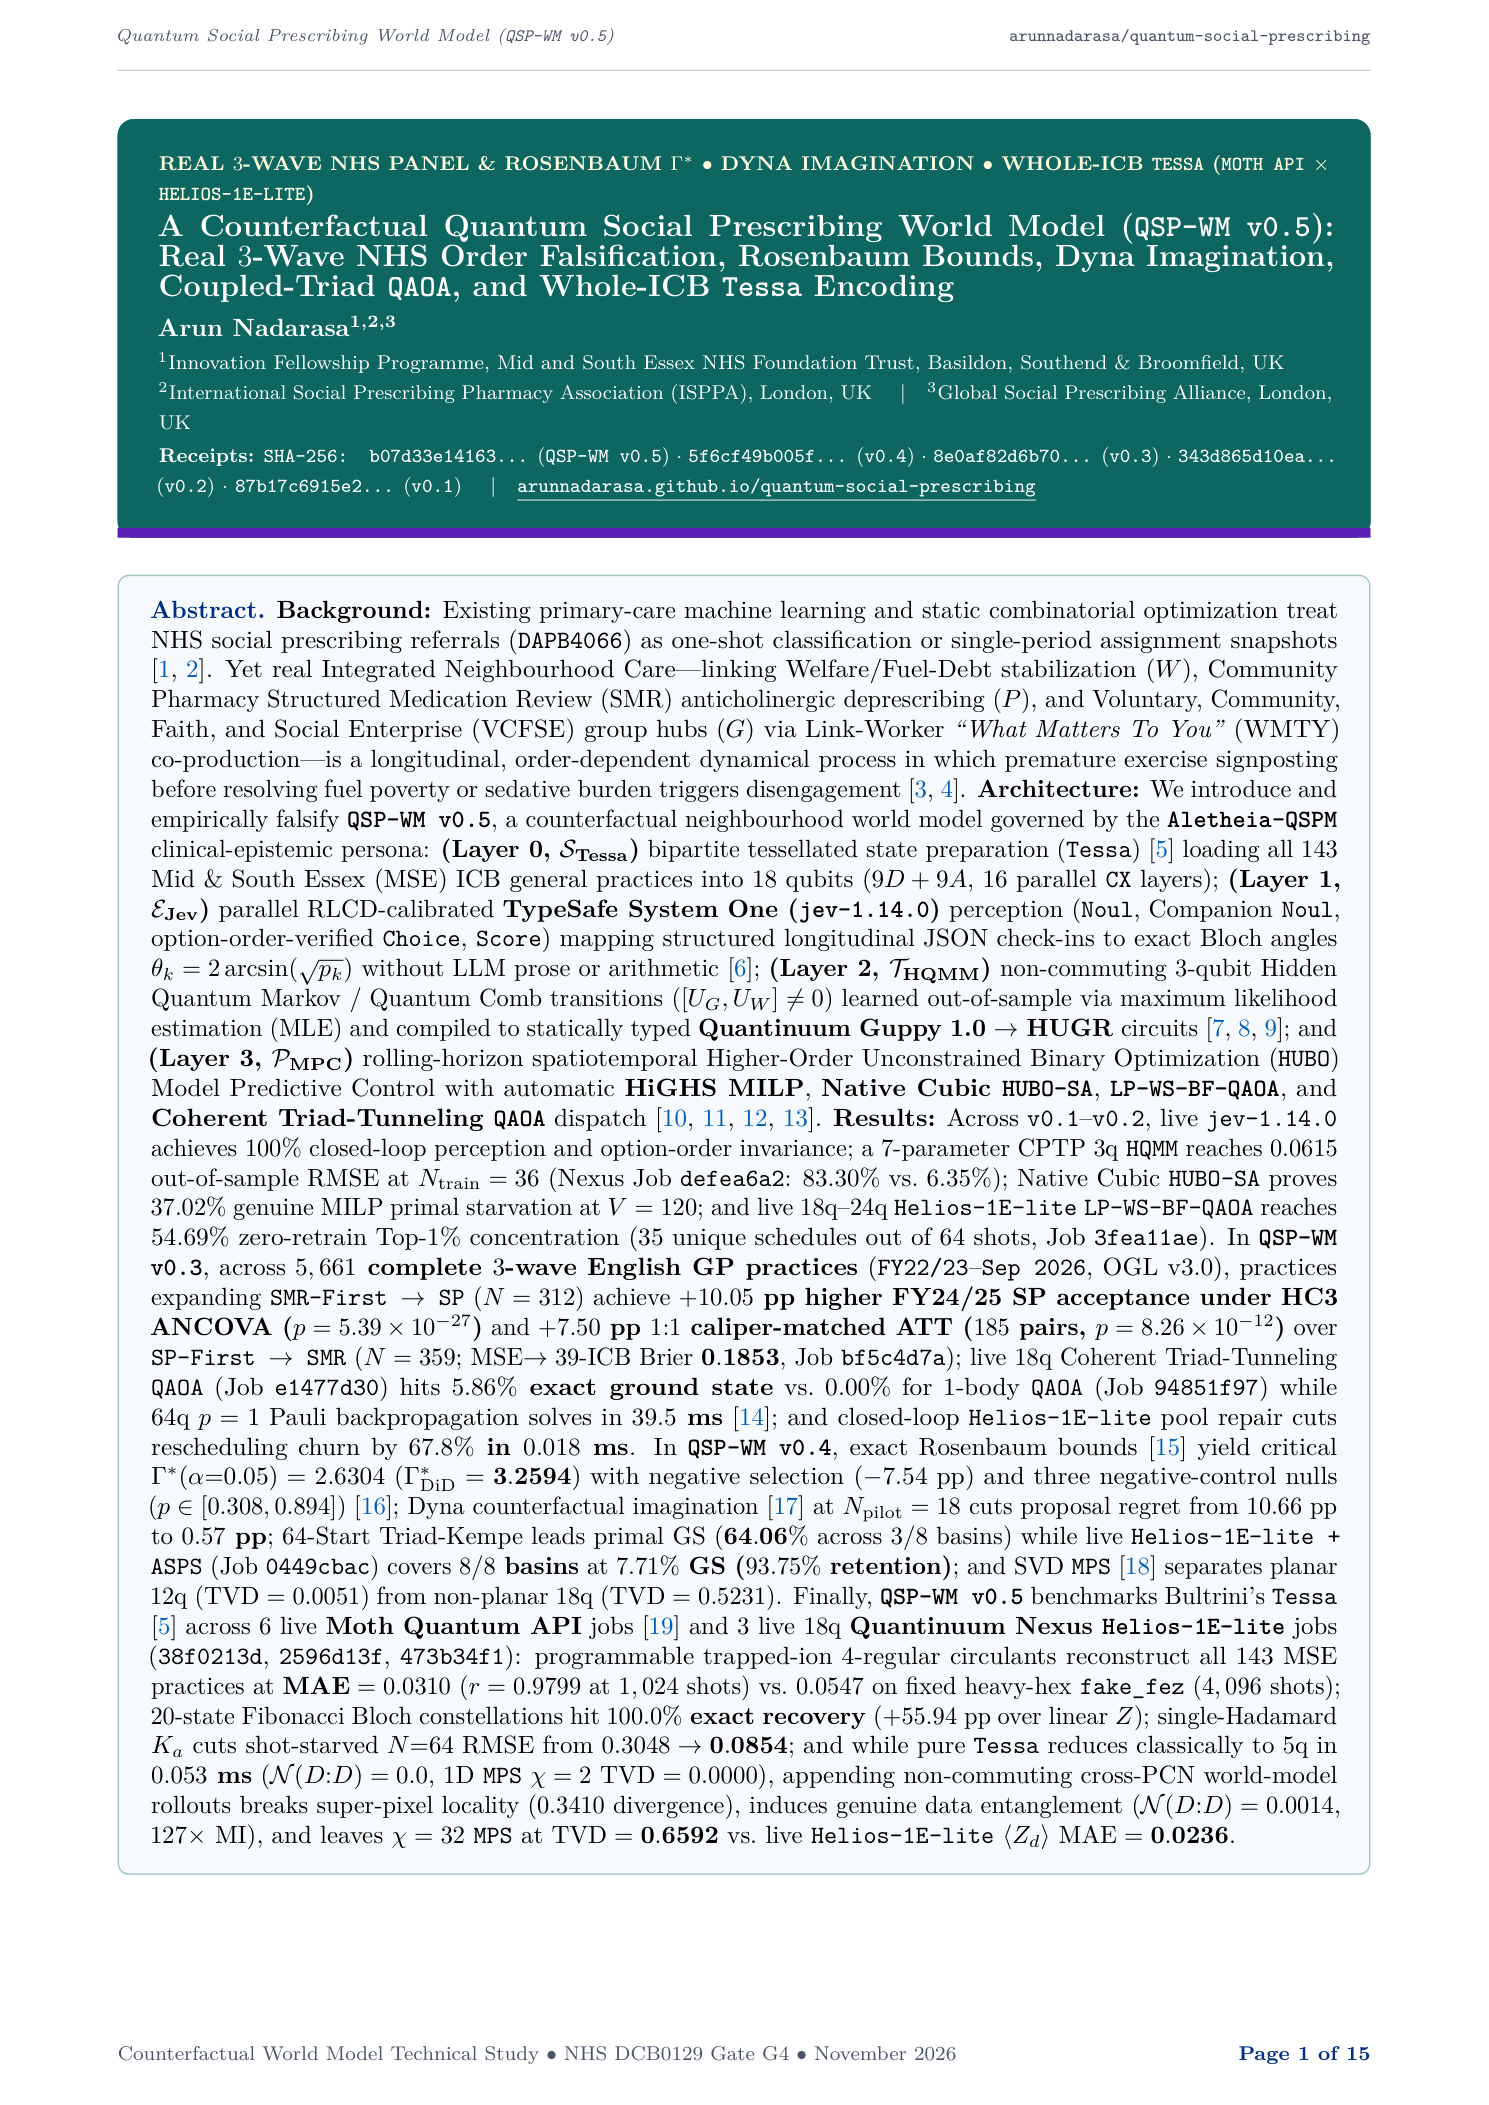 Quantum Social Prescribing World Model (QSP-WM v0.5)
arunnadarasa/quantum-social-prescribing
REAL 3-WAVE NHS PANEL & ROSENBAUM Γ* • DYNA IMAGINATION • WHOLE-ICB TESSA (MOTH API ×
HELIOS-1E-LITE)
A Counterfactual Quantum Social Prescribing World Model (QSP-WM v0.5):
Real 3-Wave NHS Order Falsification, Rosenbaum Bounds, Dyna Imagination,
Coupled-Triad QAOA, and Whole-ICB Tessa Encoding
Arun Nadarasa1,2,3
1Innovation Fellowship Programme, Mid and South Essex NHS Foundation Trust, Basildon, Southend & Broomfield, UK
2International Social Prescribing Pharmacy Association (ISPPA), London, UK | 3Global Social Prescribing Alliance, London,
UK
Receipts: SHA-256: b07d33e14163... (QSP-WM v0.5) · 5f6cf49b005f... (v0.4) · 8e0af82d6b70... (v0.3) · 343d865d10ea...
(v0.2) · 87b17c6915e2... (v0.1) | arunnadarasa.github.io/quantum-social-prescribing
Abstract. Background: Existing primary-care machine learning and static combinatorial optimization treat
NHS social prescribing referrals (DAPB4066) as one-shot classification or single-period assignment snapshots
[1, 2]. Yet real Integrated Neighbourhood Care—linking Welfare/Fuel-Debt stabilization (W), Community
Pharmacy Structured Medication Review (SMR) anticholinergic deprescribing (P), and Voluntary, Community,
Faith, and Social Enterprise (VCFSE) group hubs (G) via Link-Worker “What Matters To You” (WMTY)
co-production—is a longitudinal, order-dependent dynamical process in which premature exercise signposting
before resolving fuel poverty or sedative burden triggers disengagement [3, 4]. Architecture: We introduce and
empirically falsify QSP-WM v0.5, a counterfactual neighbourhood world model governed by the Aletheia-QSPM
clinical-epistemic persona: (Layer 0, 𝒮Tessa) bipartite tessellated state preparation (Tessa) [5] loading all 143
Mid & South Essex (MSE) ICB general practices into 18 qubits (9D + 9A, 16 parallel CX layers); (Layer 1,
ℰJev) parallel RLCD-calibrated TypeSafe System One (jev-1.14.0) perception (Noul, Companion Noul,
option-order-verified Choice, Score) mapping structured longitudinal JSON check-ins to exact Bloch angles
θk = 2 arcsin(√pk) without LLM prose or arithmetic [6]; (Layer 2, 𝒯HQMM) non-commuting 3-qubit Hidden
Quantum Markov / Quantum Comb transitions ([UG, UW] ≠ 0) learned out-of-sample via maximum likelihood
estimation (MLE) and compiled to statically typed Quantinuum Guppy 1.0 → HUGR circuits [7, 8, 9]; and
(Layer 3, 𝒫MPC) rolling-horizon spatiotemporal Higher-Order Unconstrained Binary Optimization (HUBO)
Model Predictive Control with automatic HiGHS MILP, Native Cubic HUBO-SA, LP-WS-BF-QAOA, and
Coherent Triad-Tunneling QAOA dispatch [10, 11, 12, 13]. Results: Across v0.1–v0.2, live jev-1.14.0
achieves 100% closed-loop perception and option-order invariance; a 7-parameter CPTP 3q HQMM reaches 0.0615
out-of-sample RMSE at Ntrain = 36 (Nexus Job defea6a2: 83.30% vs. 6.35%); Native Cubic HUBO-SA proves
37.02% genuine MILP primal starvation at V = 120; and live 18q–24q Helios-1E-lite LP-WS-BF-QAOA reaches
54.69% zero-retrain Top-1% concentration (35 unique schedules out of 64 shots, Job 3fea11ae). In QSP-WM
v0.3, across 5,661 complete 3-wave English GP practices (FY22/23–Sep 2026, OGL v3.0), practices
expanding SMR-First → SP (N = 312) achieve +10.05 pp higher FY24/25 SP acceptance under HC3
ANCOVA (p = 5.39 × 10−27) and +7.50 pp 1:1 caliper-matched ATT (185 pairs, p = 8.26 × 10−12) over
SP-First → SMR (N = 359; MSE→ 39-ICB Brier 0.1853, Job bf5c4d7a); live 18q Coherent Triad-Tunneling
QAOA (Job e1477d30) hits 5.86% exact ground state vs. 0.00% for 1-body QAOA (Job 94851f97) while
64q p = 1 Pauli backpropagation solves in 39.5 ms [14]; and closed-loop Helios-1E-lite pool repair cuts
rescheduling churn by 67.8% in 0.018 ms. In QSP-WM v0.4, exact Rosenbaum bounds [15] yield critical
Γ*(α=0.05) = 2.6304 (Γ*DiD = 3.2594) with negative selection (−7.54 pp) and three negative-control nulls
(p ∈ [0.308, 0.894]) [16]; Dyna counterfactual imagination [17] at Npilot = 18 cuts proposal regret from 10.66 pp
to 0.57 pp; 64-Start Triad-Kempe leads primal GS (64.06% across 3/8 basins) while live Helios-1E-lite +
ASPS (Job 0449cbac) covers 8/8 basins at 7.71% GS (93.75% retention); and SVD MPS [18] separates planar
12q (TVD = 0.0051) from non-planar 18q (TVD = 0.5231). Finally, QSP-WM v0.5 benchmarks Bultrini’s Tessa
[5] across 6 live Moth Quantum API jobs [19] and 3 live 18q Quantinuum Nexus Helios-1E-lite jobs
(38f0213d, 2596d13f, 473b34f1): programmable trapped-ion 4-regular circulants reconstruct all 143 MSE
practices at MAE = 0.0310 (r = 0.9799 at 1,024 shots) vs. 0.0547 on fixed heavy-hex fake_fez (4,096 shots);
20-state Fibonacci Bloch constellations hit 100.0% exact recovery (+55.94 pp over linear Z); single-Hadamard
Ka cuts shot-starved N=64 RMSE from 0.3048 → 0.0854; and while pure Tessa reduces classically to 5q in
0.053 ms (𝒩(D:D) = 0.0, 1D MPS χ = 2 TVD = 0.0000), appending non-commuting cross-PCN world-model
rollouts breaks super-pixel locality (0.3410 divergence), induces genuine data entanglement (𝒩(D:D) = 0.0014,
127× MI), and leaves χ = 32 MPS at TVD = 0.6592 vs. live Helios-1E-lite ⟨Zd⟩ MAE = 0.0236.
Counterfactual World Model Technical Study • NHS DCB0129 Gate G4 • November 2026
Page 1 of 15